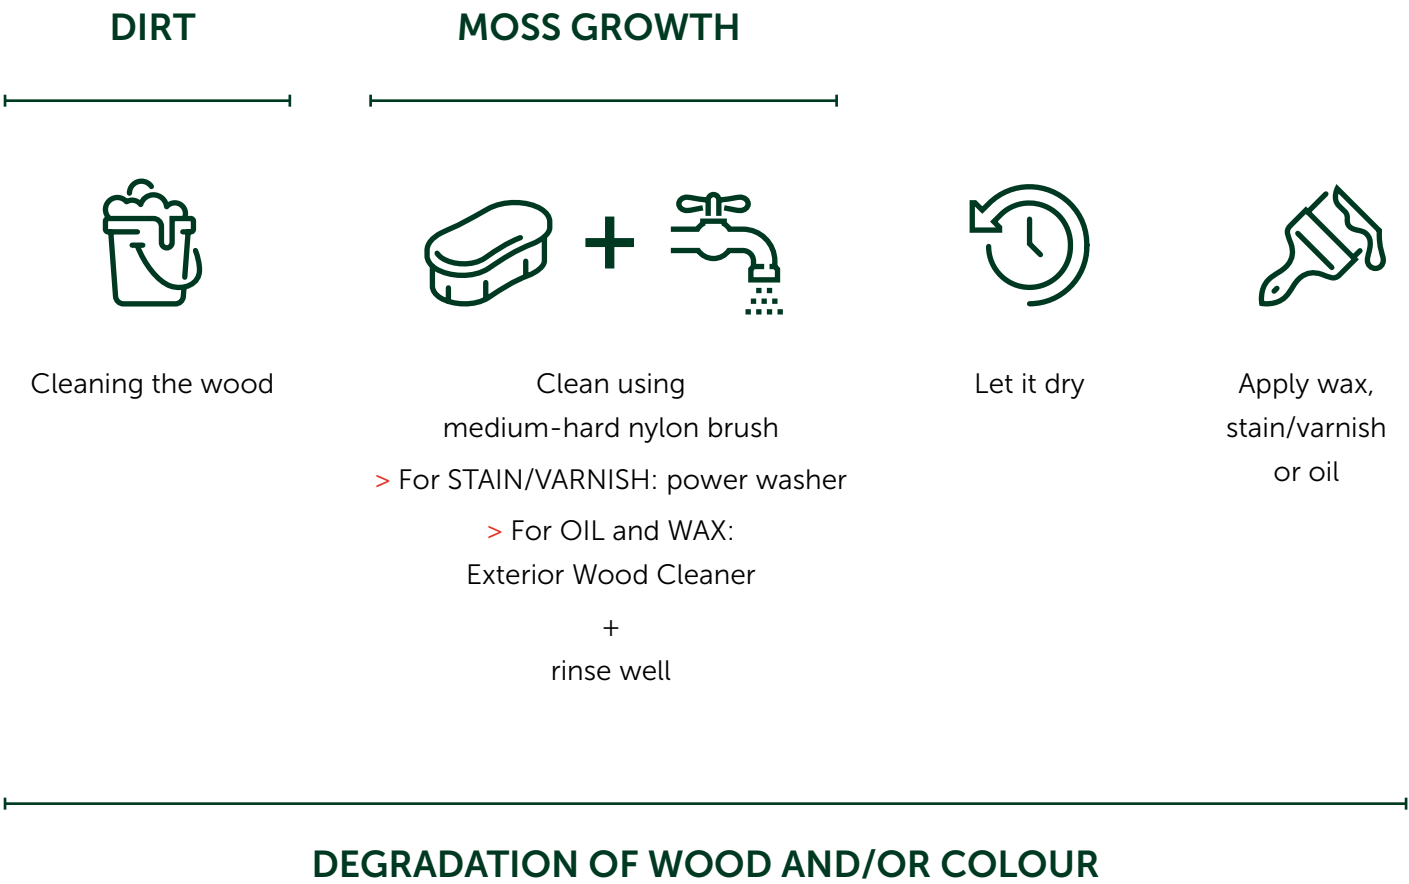 DIRT
MOSS GROWTH
Cleaning the wood
Clean using
medium-hard nylon brush
> For STAIN/VARNISH: power washer
> For OIL and WAX:
Exterior Wood Cleaner
+
rinse well
Let it dry
Apply wax,
stain/varnish
or oil
DEGRADATION OF WOOD AND/OR COLOUR